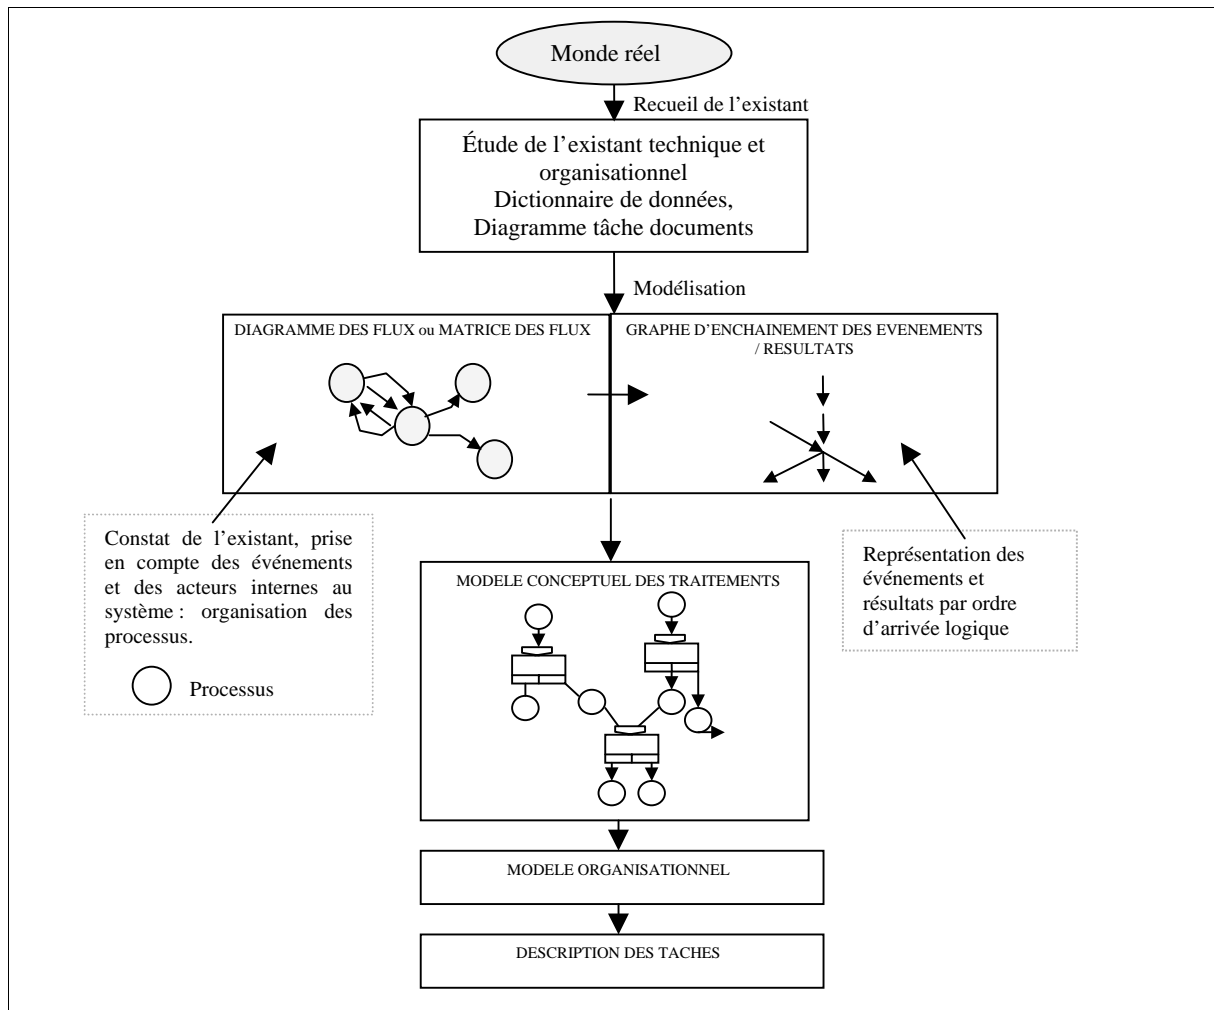 Monde réel
Recueil de l'existant
Étude de l'existant technique et
organisationnel
Dictionnaire de données,
Diagramme tâche documents
Modélisation
DIAGRAMME DES FLUX ou MATRICE DES FLUX
GRAPHE D'ENCHAINEMENT DES EVENEMENTS
/ RESULTATS
Constat de l'existant, prise
en compte des événements
et des acteurs internes au
système : organisation des
processus.
Processus
Représentation des
événements et
résultats par ordre
d'arrivée logique
MODELE CONCEPTUEL DES TRAITEMENTS
MODELE ORGANISATIONNEL
DESCRIPTION DES TACHES